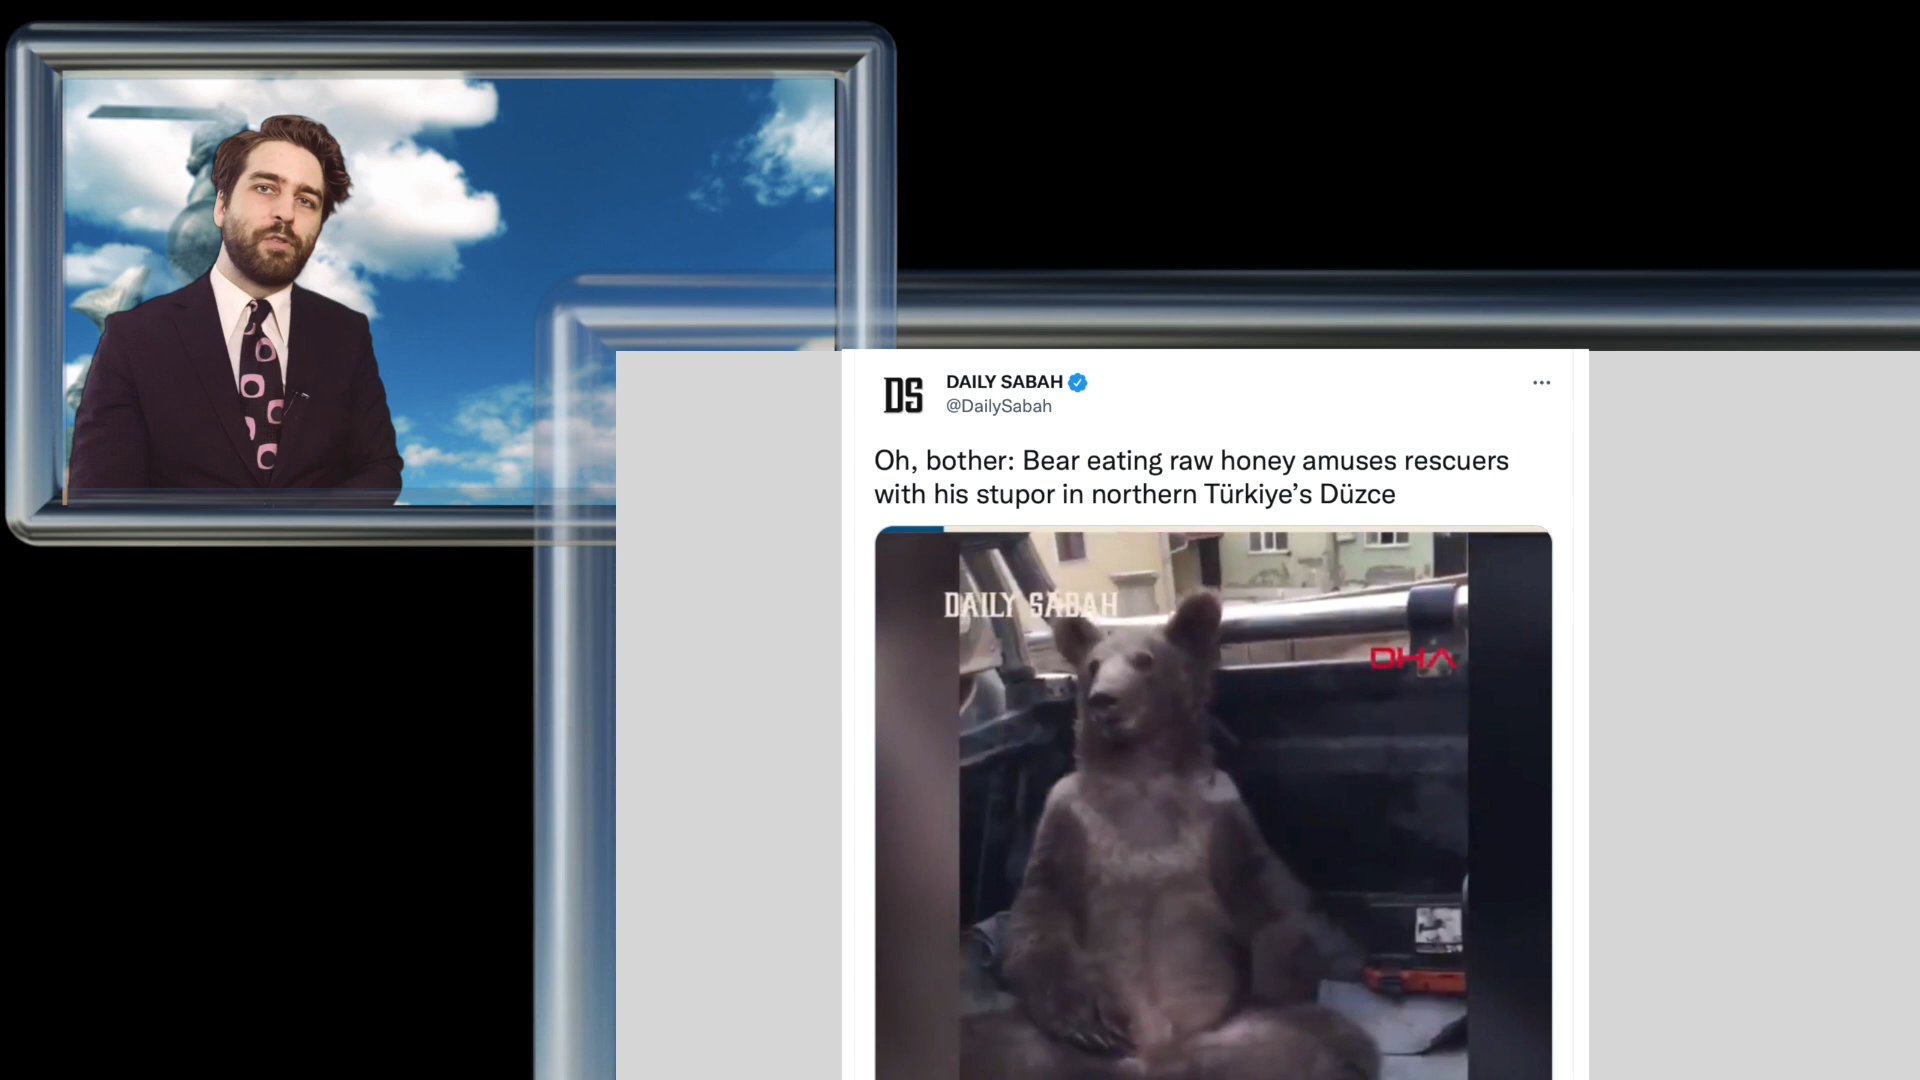 DS
DAILY SABAH
@DailySabah
Oh, bother: Bear eating raw honey amuses rescuers
with his stupor in northern Türkiye’s Düzce
DAILY SABAH
DHA